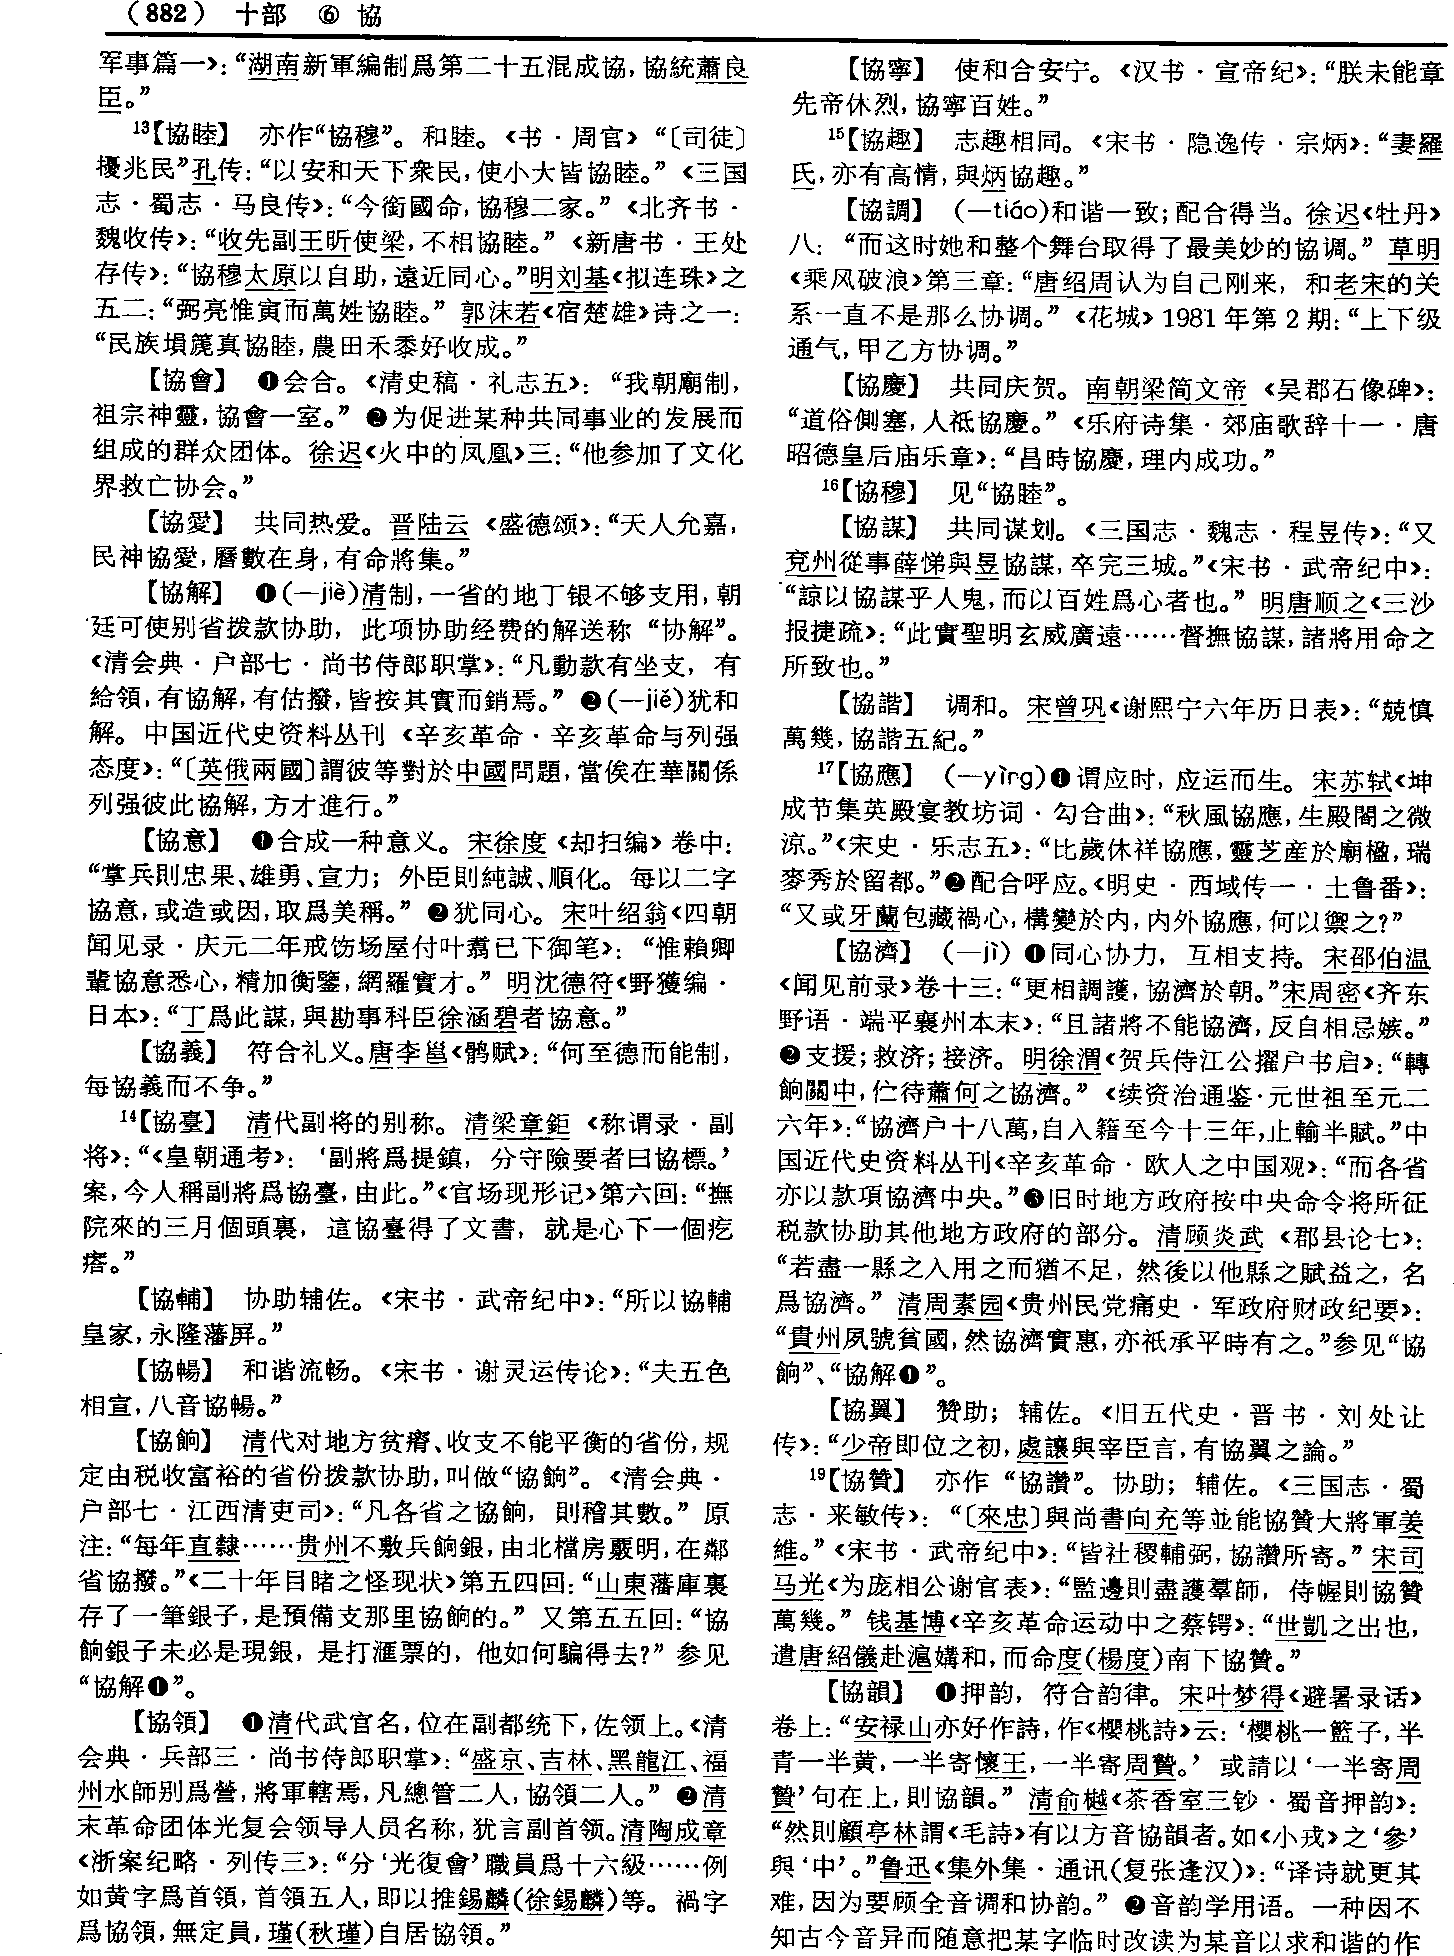 （882） 十部 ⑥ 協
军事篇一》：“湖南新軍編制爲第二十五混成協，協統蕭良
臣。”
13【協睦】 亦作“協穆”。和睦。《书·周官》“〔司徒〕
擾兆民”孔传：“以安和天下衆民，使小大皆協睦。”《三国
志·蜀志·马良传》：“今銜國命，協穆二家。”《北齐书·
魏收传》：“收先副王昕使梁，不相協睦。”《新唐书·王处
存传》：“協穆太原以自助，遠近同心。”明刘基《拟连珠》之
五二：“弼亮惟寅而萬姓協睦。”郭沫若《宿楚雄》诗之一：
“民族埙篪真協睦，農田禾黍好收成。”
【協會】 ❶会合。《清史稿·礼志五》：“我朝廟制，
祖宗神靈，協會一室。”❷为促进某种共同事业的发展而
组成的群众团体。徐迟《火中的凤凰》三：“他参加了文化
界救亡协会。”
【協愛】 共同热爱。晋陆云《盛德颂》：“天人允嘉，
民神協愛，曆數在身，有命將集。”
【協解】 ❶(—jiè)清制，一省的地丁银不够支用，朝
廷可使别省拨款协助，此项协助经费的解送称“协解”。
《清会典·户部七·尚书侍郎职掌》：“凡動款有坐支，有
給領，有協解，有估撥，皆按其實而銷焉。”❷(—jiě)犹和
解。中国近代史资料丛刊《辛亥革命·辛亥革命与列强
态度》：“〔英俄兩國〕謂彼等對於中國問題，當俟在華關係
列强彼此協解，方才進行。”
【協意】 ❶合成一种意义。宋徐度《却扫编》卷中：
“掌兵則忠果、雄勇、宣力；外臣則純誠、順化。每以二字
協意，或造或因，取爲美稱。”❷犹同心。宋叶绍翁《四朝
闻见录·庆元二年戒饬场屋付叶翥已下御笔》：“惟賴卿
輩協意悉心，精加衡鑒，網羅實才。”明沈德符《野獲编·
日本》：“丁爲此謀，與勘事科臣徐涵碧者協意。”
【協義】 符合礼义。唐李邕《鹘赋》：“何至德而能制，
每協義而不争。”
14【協臺】 清代副将的别称。清梁章鉅《称谓录·副
将》：“《皇朝通考》：‘副將爲提鎮，分守險要者曰協標。’
案，今人稱副將爲協臺，由此。”《官场现形记》第六回：“撫
院來的三月個頭裏，這協臺得了文書，就是心下一個疙
瘩。”
【協輔】 协助辅佐。《宋书·武帝纪中》：“所以協輔
皇家，永隆藩屏。”
【協暢】 和谐流畅。《宋书·谢灵运传论》：“夫五色
相宣，八音協暢。”
【協餉】 清代对地方贫瘠、收支不能平衡的省份，规
定由税收富裕的省份拨款协助，叫做“協餉”。《清会典·
户部七·江西清吏司》：“凡各省之協餉，則稽其數。”原
注：“每年直隸……贵州不敷兵餉銀，由北檔房覈明，在鄰
省協撥。”《二十年目睹之怪现状》第五四回：“山東藩庫裏
存了一筆銀子，是預備支那里協餉的。”又第五五回：“協
餉銀子未必是現銀，是打滙票的，他如何騙得去？”参见
“協解❶”。
【協領】 ❶清代武官名，位在副都统下，佐领上。《清
会典·兵部三·尚书侍郎职掌》：“盛京、吉林、黑龍江、福
州水師别爲營，將軍轄焉，凡總管二人，協領二人。”❷清
末革命团体光复会领导人员名称，犹言副首领。清陶成章
《浙案纪略·列传三》：“分‘光復會’職員爲十六級……例
如黄字爲首領，首領五人，即以推錫麟(徐錫麟)等。禍字
爲協領，無定員，瑾(秋瑾)自居協領。”
【協寧】 使和合安宁。《汉书·宣帝纪》：“朕未能章
先帝休烈，協寧百姓。”
15【協趣】 志趣相同。《宋书·隐逸传·宗炳》：“妻羅
氏，亦有高情，與炳協趣。”
【協調】 (—tiáo)和谐一致；配合得当。徐迟《牡丹》
八：“而这时她和整个舞台取得了最美妙的協调。”草明
《乘风破浪》第三章：“唐绍周认为自己刚来，和老宋的关
系一直不是那么协调。”《花城》1981年第2期：“上下级
通气，甲乙方协调。”
【協慶】 共同庆贺。南朝梁简文帝《吴郡石像碑》：
“道俗側塞，人祇協慶。”《乐府诗集·郊庙歌辞十一·唐
昭德皇后庙乐章》：“昌時協慶，理内成功。”
16【協穆】 见“協睦”。
【協謀】 共同谋划。《三国志·魏志·程昱传》：“又
兗州從事薛悌與昱協謀，卒完三城。”《宋书·武帝纪中》：
“諒以協謀乎人鬼，而以百姓爲心者也。”明唐顺之《三沙
报捷疏》：“此實聖明玄威廣遠……督撫協謀，諸將用命之
所致也。”
【協諧】 调和。宋曾巩《谢熙宁六年历日表》：“兢慎
萬幾，協諧五紀。”
17【協應】 (—yìng)❶谓应时，应运而生。宋苏轼《坤
成节集英殿宴教坊词·勾合曲》：“秋風協應，生殿閣之微
涼。”《宋史·乐志五》：“比歲休祥協應，靈芝産於廟楹，瑞
麥秀於留都。”❷配合呼应。《明史·西域传一·土鲁番》：
“又或牙蘭包藏禍心，構變於内，内外協應，何以禦之？”
【協濟】 (—jì)❶同心协力，互相支持。宋邵伯温
《闻见前录》卷十三：“更相調護，協濟於朝。”宋周密《齐东
野语·端平襄州本末》：“且諸將不能協濟，反自相忌嫉。”
❷支援；救济；接济。明徐渭《贺兵侍江公擢户书启》：“轉
餉關中，伫待蕭何之協濟。”《续资治通鉴·元世祖至元二
六年》：“協濟户十八萬，自入籍至今十三年，止輸半賦。”中
国近代史资料丛刊《辛亥革命·欧人之中国观》：“而各省
亦以款項協濟中央。”❸旧时地方政府按中央命令将所征
税款协助其他地方政府的部分。清顾炎武《郡县论七》：
“若盡一縣之入用之而猶不足，然後以他縣之賦益之，名
爲協濟。”清周素园《贵州民党痛史·军政府财政纪要》：
“貴州夙號貧國，然協濟實惠，亦祇承平時有之。”参见“協
餉”、“協解❶”。
【協翼】 赞助；辅佐。《旧五代史·晋书·刘处让
传》：“少帝即位之初，處讓與宰臣言，有協翼之論。”
19【協贊】 亦作“協讚”。协助；辅佐。《三国志·蜀
志·来敏传》：“〔來忠〕與尚書向充等並能協贊大將軍姜
維。”《宋书·武帝纪中》：“皆社稷輔弼，協讚所寄。”宋司
马光《为庞相公谢官表》：“監邊則盡護羣師，侍幄則協贊
萬幾。”钱基博《辛亥革命运动中之蔡锷》：“世凱之出也，
遣唐紹儀赴滬媾和，而命度(楊度)南下協贊。”
【協韻】 ❶押韵，符合韵律。宋叶梦得《避暑录话》
卷上：“安禄山亦好作詩，作《櫻桃詩》云：‘櫻桃一籃子，半
青一半黄，一半寄懷王，一半寄周贄。’或請以‘一半寄周
贄’句在上，則協韻。”清俞樾《茶香室三钞·蜀音押韵》：
“然則顧亭林謂《毛詩》有以方音協韻者。如《小戎》之‘參’
與‘中’。”鲁迅《集外集·通讯(复张逢汉)》：“译诗就更其
难，因为要顾全音调和协韵。”❷音韵学用语。一种因不
知古今音异而随意把某字临时改读为某音以求和谐的作